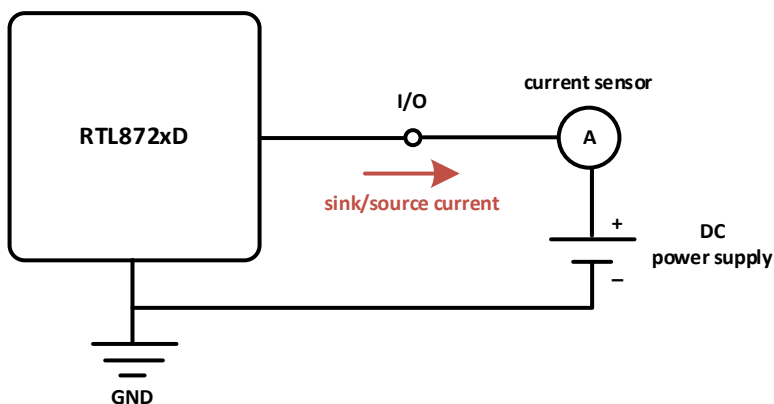 current sensor
I/O
RTL872xD
A
sink/source current
+
DC
power supply
–
GND